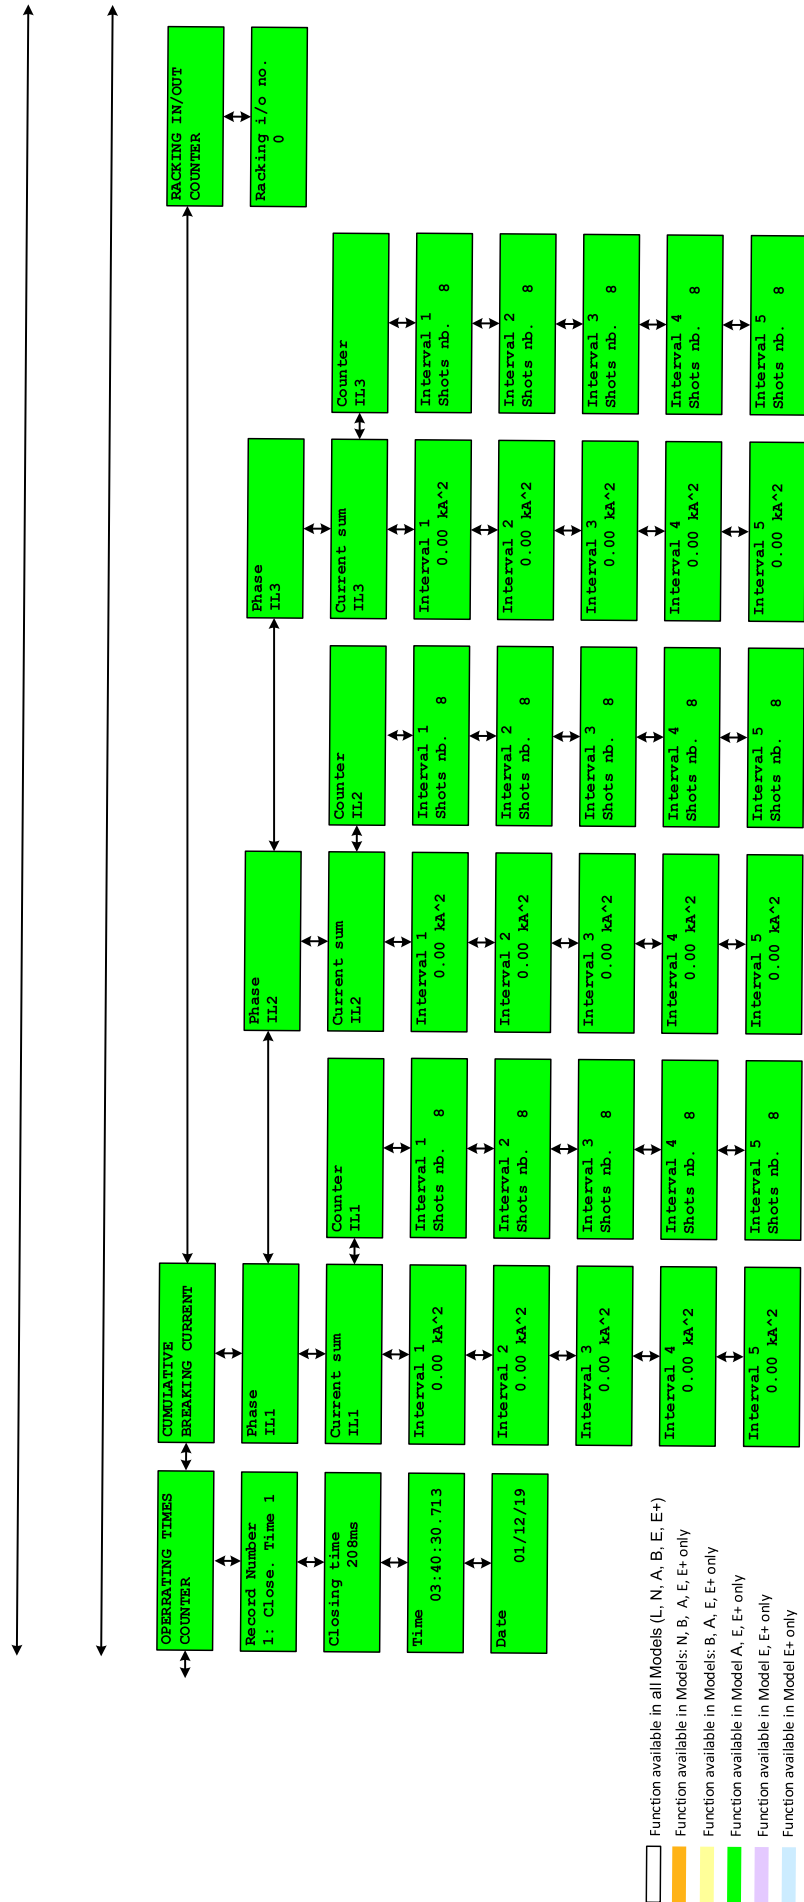 OPERRATING TIMES
COUNTER
Record Number
1: Close. Time 1
Closing time
208ms
Time
03:40:30.713
Date
01/12/19
CUMULATIVE
BREAKING CURRENT
Phase
IL1
Current sum
IL1
Interval 1
0.00 kA^2
Interval 2
0.00 kA^2
Interval 3
0.00 kA^2
Interval 4
0.00 kA^2
Interval 5
0.00 kA^2
Counter
IL1
Interval 1
Shots nb. 8
Interval 2
Shots nb. 8
Interval 3
Shots nb. 8
Interval 4
Shots nb. 8
Interval 5
Shots nb. 8
Phase
IL2
Current sum
IL2
Interval 1
0.00 kA^2
Interval 2
0.00 kA^2
Interval 3
0.00 kA^2
Interval 4
0.00 kA^2
Interval 5
0.00 kA^2
Counter
IL2
Interval 1
Shots nb. 8
Interval 2
Shots nb. 8
Interval 3
Shots nb. 8
Interval 4
Shots nb. 8
Interval 5
Shots nb. 8
Phase
IL3
Current sum
IL3
Interval 1
0.00 kA^2
Interval 2
0.00 kA^2
Interval 3
0.00 kA^2
Interval 4
0.00 kA^2
Interval 5
0.00 kA^2
Counter
IL3
Interval 1
Shots nb. 8
Interval 2
Shots nb. 8
Interval 3
Shots nb. 8
Interval 4
Shots nb. 8
Interval 5
Shots nb. 8
RACKING IN/OUT
COUNTER
Racking i/o no.
0
Function available in all Models (L, N, A, B, E, E+)
Function available in Models: N, B, A, E, E+ only
Function available in Models: B, A, E, E+ only
Function available in Model A, E, E+ only
Function available in Model E, E+ only
Function available in Model E+ only